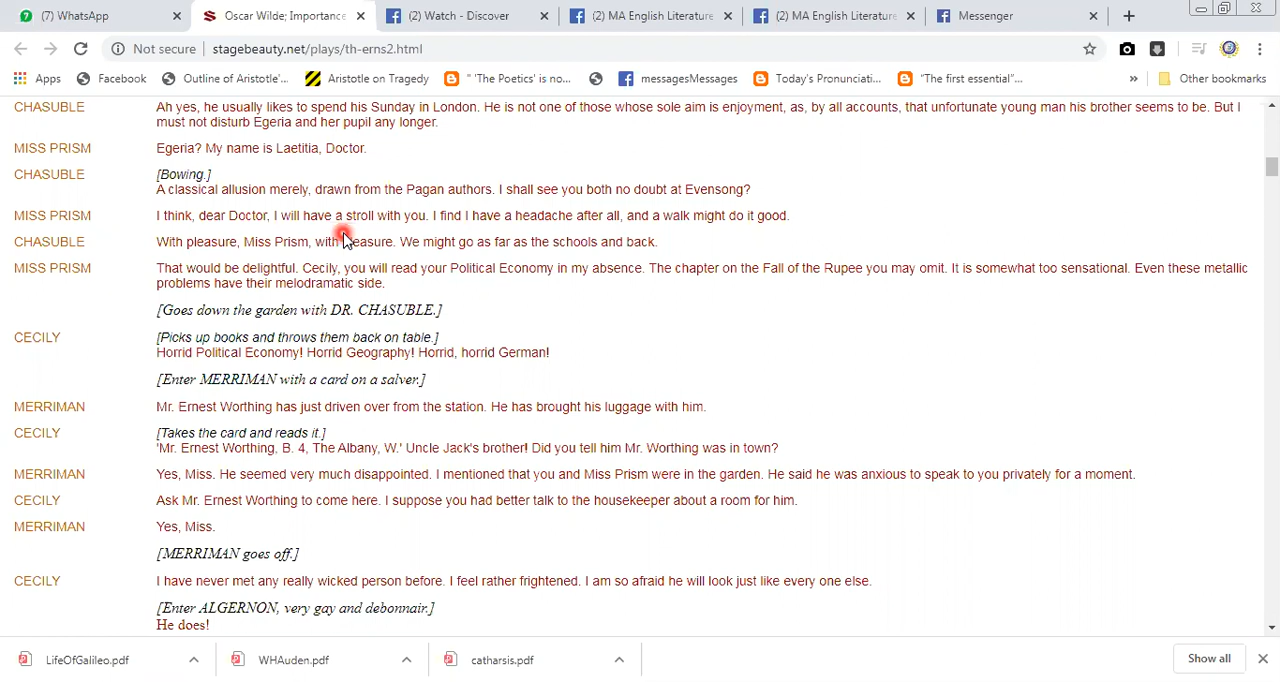 (7) WhatsApp
Oscar Wilde; Importance
(2) Watch - Discover
(2) MA English Literature
(2) MA English Literature
Messenger
Not secure | stagebeauty.net/plays/th-erns2.html
Apps
Facebook
Outline of Aristotle'...
Aristotle on Tragedy
" 'The Poetics' is no...
messagesMessages
Today's Pronunciati...
"The first essential"...
»
Other bookmarks
CHASUBLE Ah yes, he usually likes to spend his Sunday in London. He is not one of those whose sole aim is enjoyment, as, by all accounts, that unfortunate young man his brother seems to be. But I
must not disturb Egeria and her pupil any longer.
MISS PRISM Egeria? My name is Laetitia, Doctor.
CHASUBLE [Bowing.]
A classical allusion merely, drawn from the Pagan authors. I shall see you both no doubt at Evensong?
MISS PRISM I think, dear Doctor, I will have a stroll with you. I find I have a headache after all, and a walk might do it good.
CHASUBLE With pleasure, Miss Prism, with pleasure. We might go as far as the schools and back.
MISS PRISM That would be delightful. Cecily, you will read your Political Economy in my absence. The chapter on the Fall of the Rupee you may omit. It is somewhat too sensational. Even these metallic
problems have their melodramatic side.
[Goes down the garden with DR. CHASUBLE.]
CECILY [Picks up books and throws them back on table.]
Horrid Political Economy! Horrid Geography! Horrid, horrid German!
[Enter MERRIMAN with a card on a salver.]
MERRIMAN Mr. Ernest Worthing has just driven over from the station. He has brought his luggage with him.
CECILY [Takes the card and reads it.]
'Mr. Ernest Worthing, B. 4, The Albany, W.' Uncle Jack's brother! Did you tell him Mr. Worthing was in town?
MERRIMAN Yes, Miss. He seemed very much disappointed. I mentioned that you and Miss Prism were in the garden. He said he was anxious to speak to you privately for a moment.
CECILY Ask Mr. Ernest Worthing to come here. I suppose you had better talk to the housekeeper about a room for him.
MERRIMAN Yes, Miss.
[MERRIMAN goes off.]
CECILY I have never met any really wicked person before. I feel rather frightened. I am so afraid he will look just like every one else.
[Enter ALGERNON, very gay and debonnair.]
He does!
LifeOfGalileo.pdf
WHAuden.pdf
catharsis.pdf
Show all